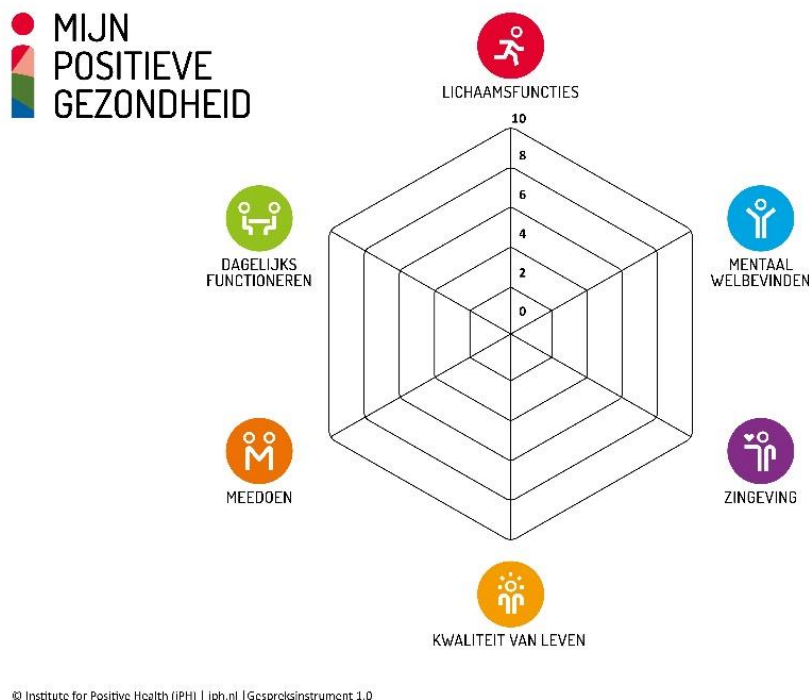 MIJN
POSITIEVE
GEZONDHEID
LICHAAMSFUNCTIES
10
8
6
4
2
0
DAGELIJKS
FUNCTIONEREN
MENTAAL
WELBEVINDEN
MEEDOEN
ZINGEVING
KWALITEIT VAN LEVEN
© Institute for Positive Health (iPH) | iph.nl | Gespreksinstrument 1.0